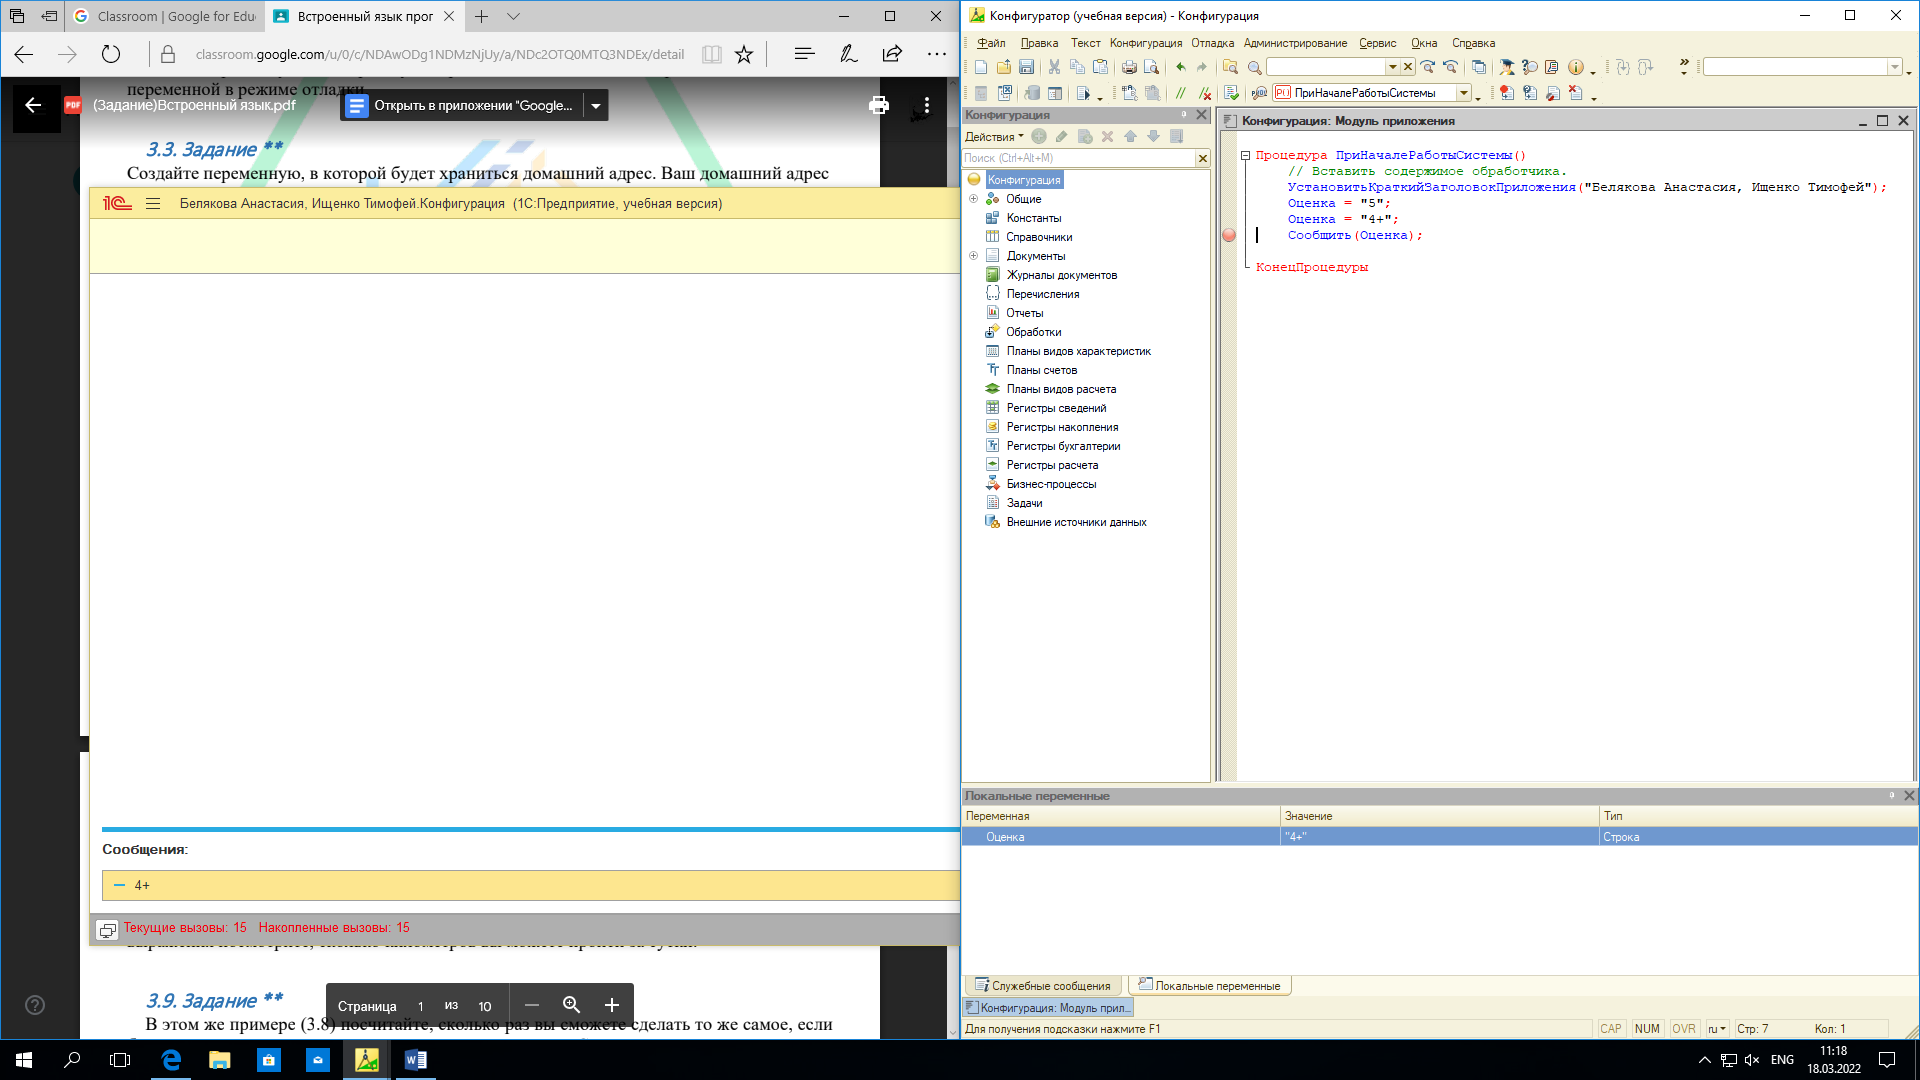 Classroom | Google for Edu
Встроенный язык прог
classroom.google.com/u/0/c/NDAwODg1NDMzNjUy/a/NDc2OTQ0MTQ3NDEx/detail
переменной в режиме отладки
PDF
(Задание)Встроенный язык.pdf
Открыть в приложении "Google...
3.3. Задание **
Создайте переменную, в которой будет храниться домашний адрес. Ваш домашний адрес
Белякова Анастасия, Ищенко Тимофей.Конфигурация (1С:Предприятие, учебная версия)
Сообщения:
4+
Текущие вызовы: 15 Накопленные вызовы: 15
3.9. Задание **
Страница 1 из 10
В этом же примере (3.8) посчитайте, сколько раз вы сможете сделать то же самое, если
Конфигуратор (учебная версия) - Конфигурация
Файл Правка Текст Конфигурация Отладка Администрирование Сервис Окна Справка
ПриНачалеРаботыСистемы
Конфигурация
Действия
Поиск (Ctrl+Alt+M)
Конфигурация
Общие
Константы
Справочники
Документы
Журналы документов
Перечисления
Отчеты
Обработки
Планы видов характеристик
Планы счетов
Планы видов расчета
Регистры сведений
Регистры накопления
Регистры бухгалтерии
Регистры расчета
Бизнес-процессы
Задачи
Внешние источники данных
Конфигурация: Модуль приложения
Процедура ПриНачалеРаботыСистемы()
// Вставить содержимое обработчика.
УстановитьКраткийЗаголовокПриложения("Белякова Анастасия, Ищенко Тимофей");
Оценка = "5";
Оценка = "4+";
Сообщить(Оценка);
КонецПроцедуры
Локальные переменные
Переменная Значение Тип
Оценка "4+" Строка
Служебные сообщения Локальные переменные
Конфигурация: Модуль прил...
Для получения подсказки нажмите F1
CAP NUM OVR ru Стр: 7 Кол: 1
ENG
11:18
18.03.2022